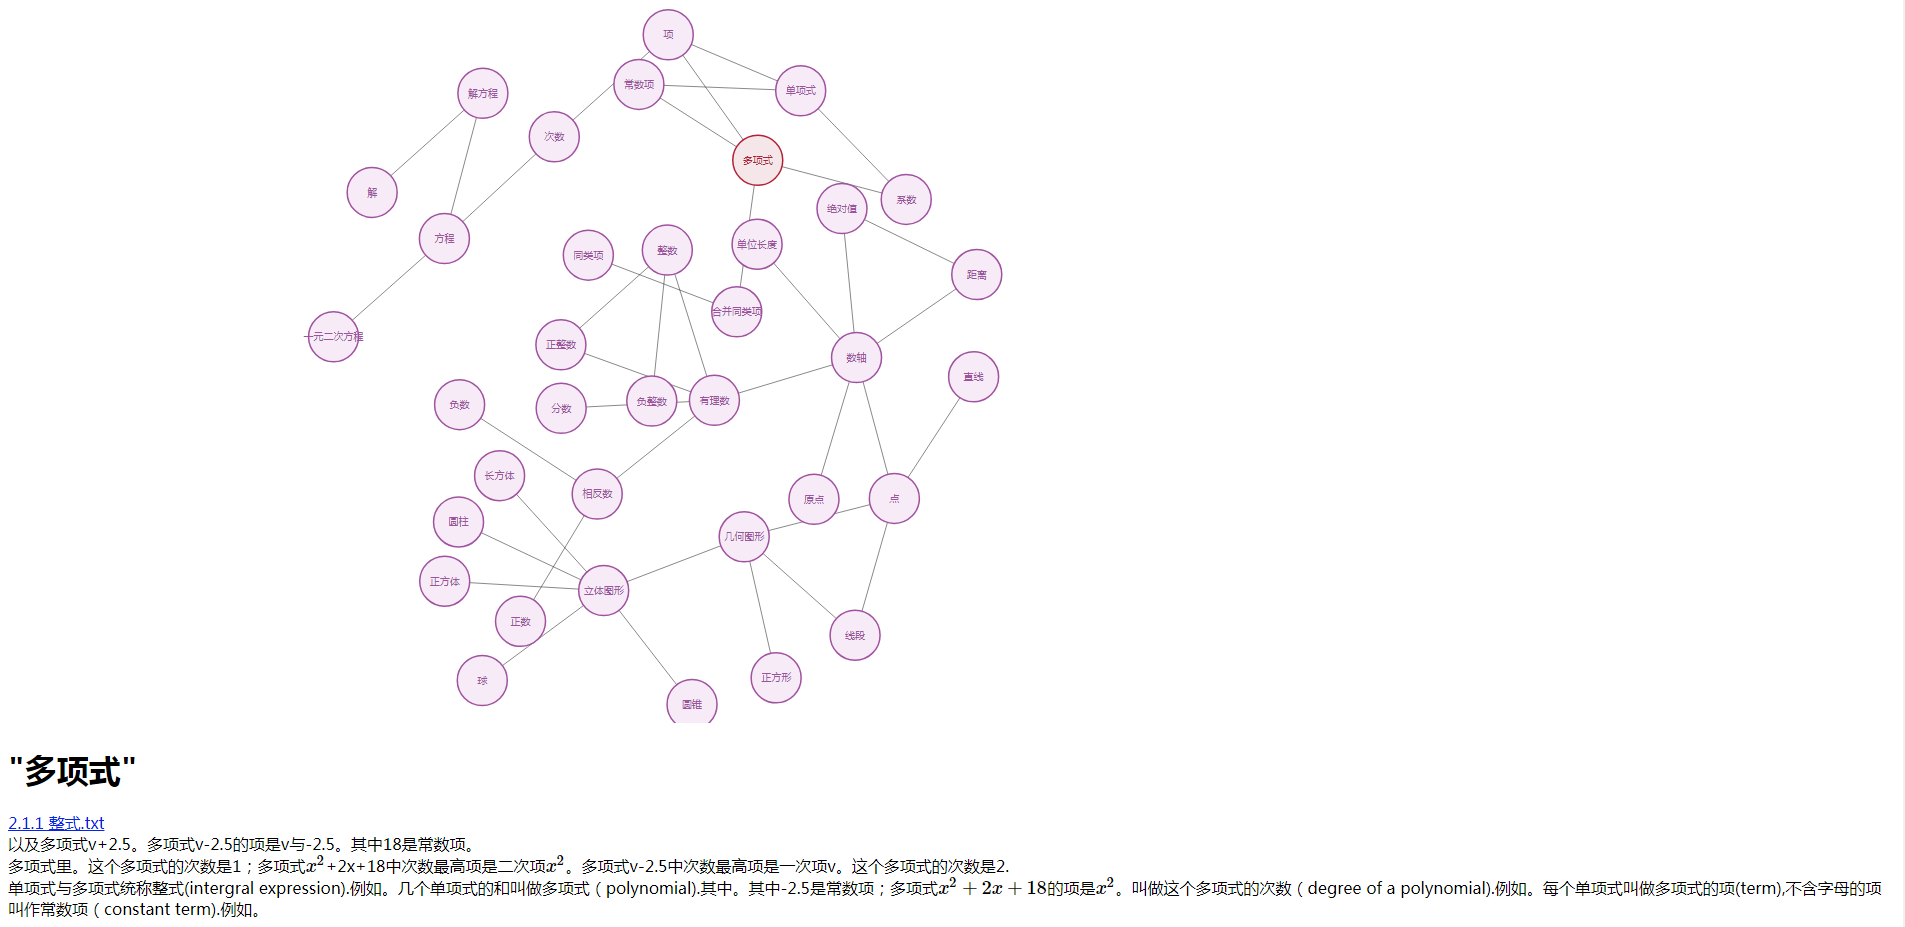 项
常数项
单项式
解方程
次数
多项式
解
系数
绝对值
方程
单位长度
整数
同类项
距离
合并同类项
一元二次方程
正整数
数轴
直线
负数
分数
负整数
有理数
长方体
相反数
原点
点
圆柱
几何图形
正方体
立体图形
正数
线段
球
正方形
圆锥
"多项式"
2.1.1 整式.txt
以及多项式v+2.5。多项式v-2.5的项是v与-2.5。其中18是常数项。
多项式里。这个多项式的次数是1；多项式x²+2x+18中次数最高项是二次项x²。多项式v-2.5中次数最高项是一次项v。这个多项式的次数是2.
单项式与多项式统称整式(intergral expression).例如。几个单项式的和叫做多项式（polynomial).其中。其中-2.5是常数项；多项式x² + 2x + 18的项是x²。叫做这个多项式的次数（degree of a polynomial).例如。每个单项式叫做多项式的项(term),不含字母的项
叫作常数项（constant term).例如。